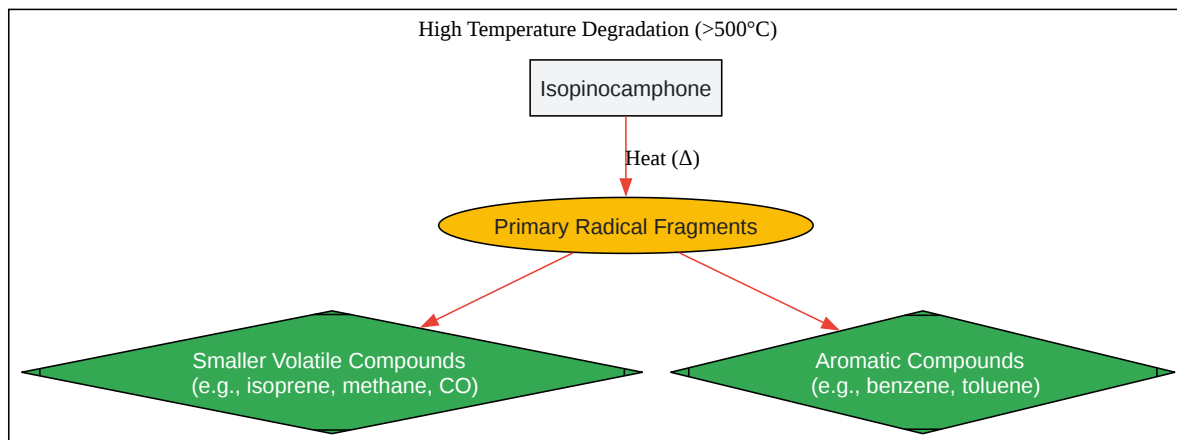 High Temperature Degradation (>500°C)
Isopinocamphone
Heat (Δ)
Primary Radical Fragments
Smaller Volatile Compounds
(e.g., isoprene, methane, CO)
Aromatic Compounds
(e.g., benzene, toluene)